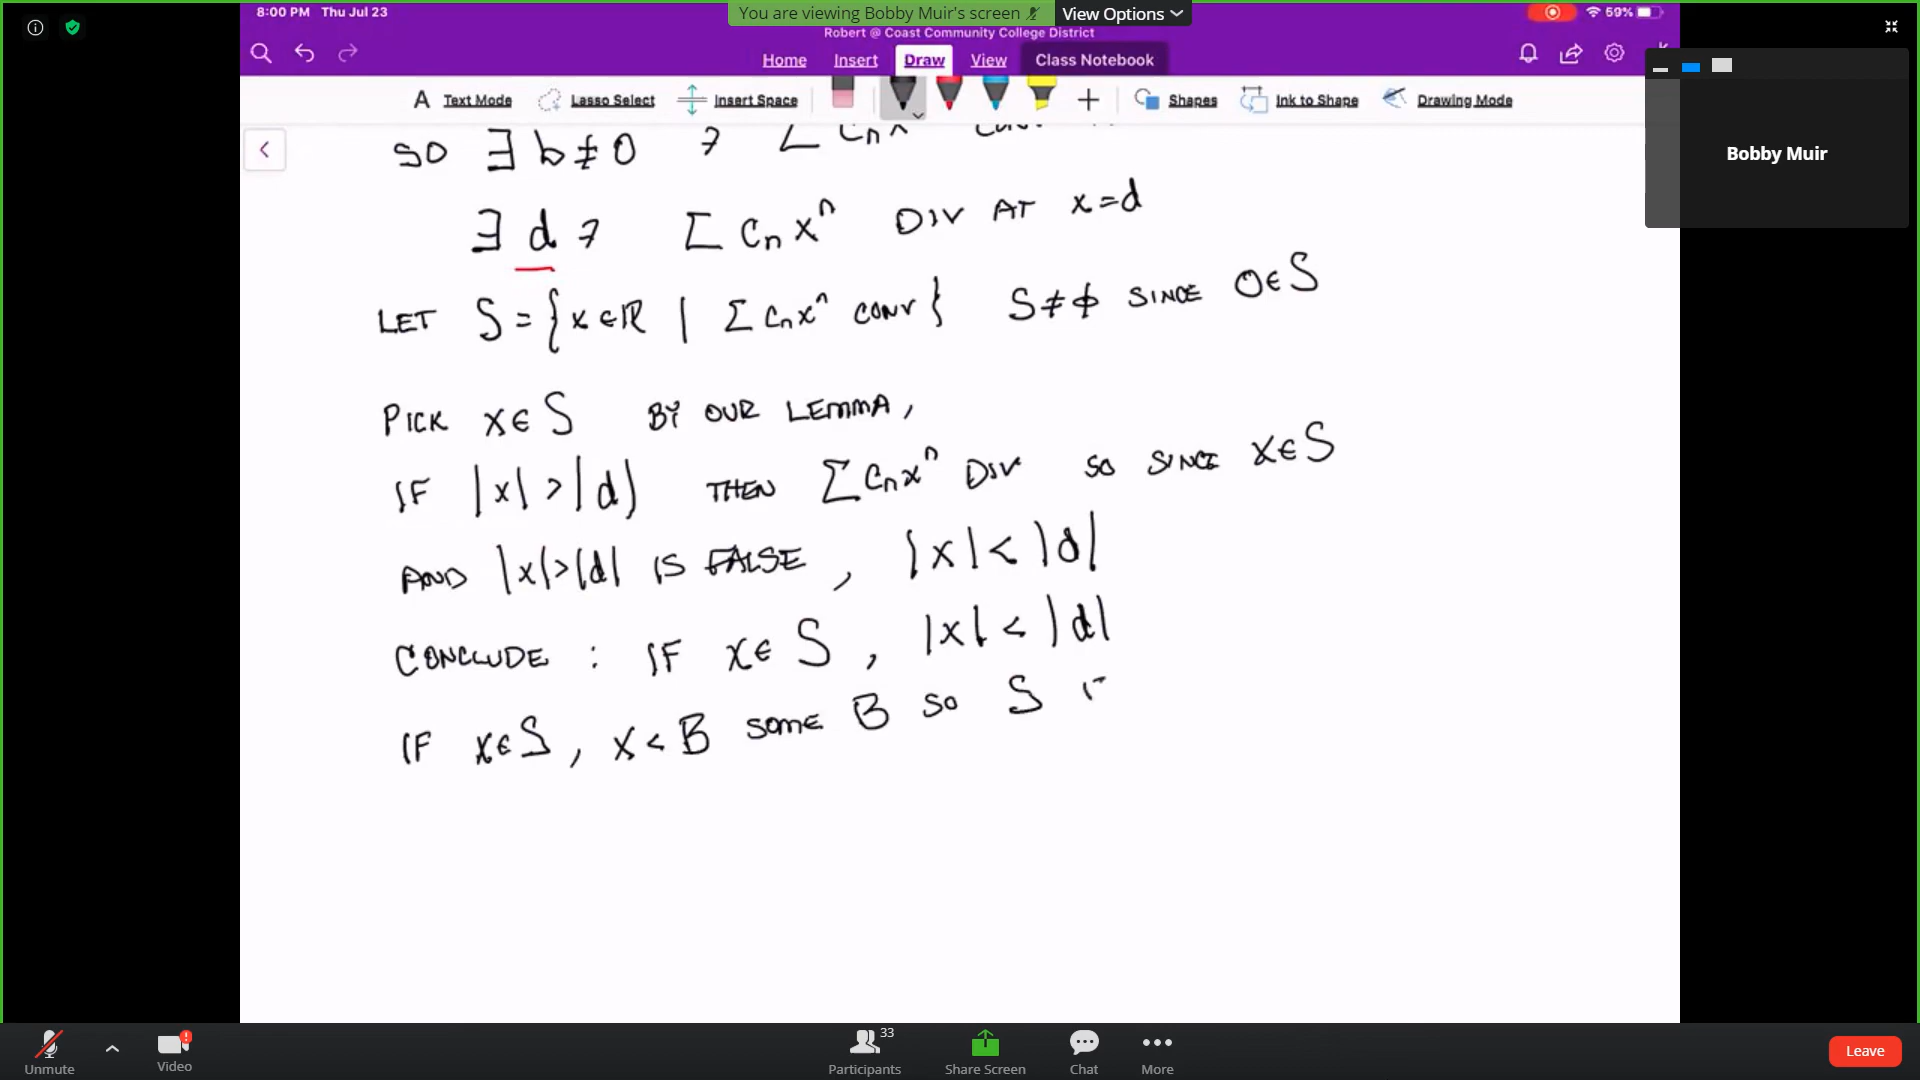 8:00 PM Thu Jul 23
You are viewing Bobby Muir's screen
View Options
59%
Robert @ Coast Community College District
Home Insert Draw View Class Notebook
Text Mode Lasso Select Insert Space Shapes Ink to Shape Drawing Mode
Bobby Muir
SO ∃ b≠0 ∋ Σ Cn x
∃ d ∋ Σ Cn xⁿ DIV AT x=d
LET S = {x∈ℝ | Σ Cn xⁿ CONV} S≠∅ SINCE 0∈S
PICK x∈S BY OUR LEMMA,
IF |x|>|d| THEN Σ Cn xⁿ DIV SO SINCE x∈S
AND |x|>|d| IS FALSE, |x|<|d|
CONCLUDE : IF x∈S, |x|<|d|
IF x∈S, x<B SOME B SO S
Unmute Video Participants 33 Share Screen Chat More Leave